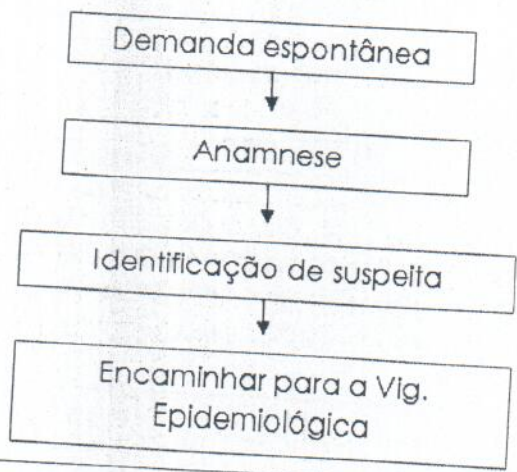 Demanda espontânea
Anamnese
Identificação de suspeita
Encaminhar para a Vig.
Epidemiológica